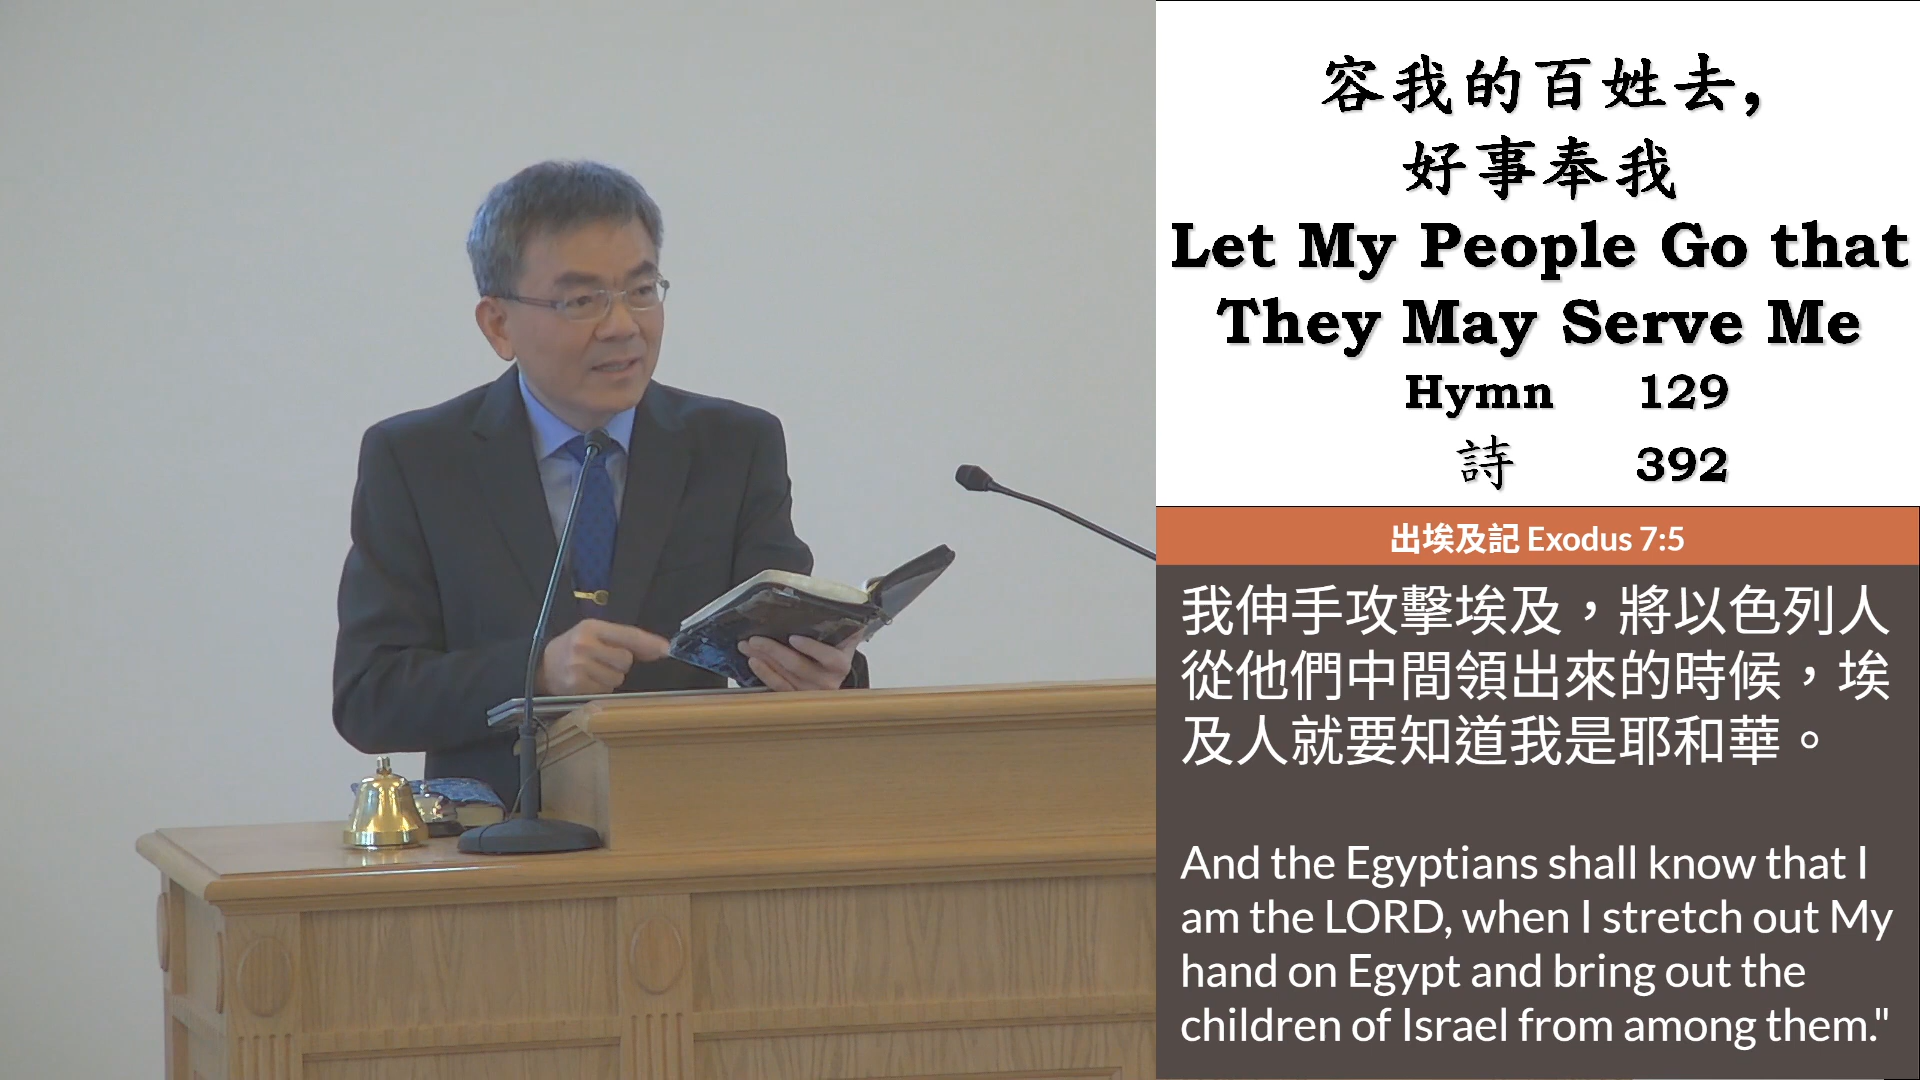 容我的百姓去,
好事奉我
Let My People Go that
They May Serve Me
Hymn 129
詩 392
出埃及記 Exodus 7:5
我伸手攻擊埃及，將以色列人
從他們中間領出來的時候，埃
及人就要知道我是耶和華。
And the Egyptians shall know that I
am the LORD, when I stretch out My
hand on Egypt and bring out the
children of Israel from among them."